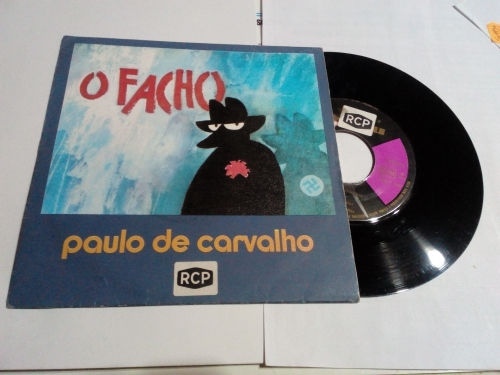 O FACHO
paulo de carvalho
RCP
RCP